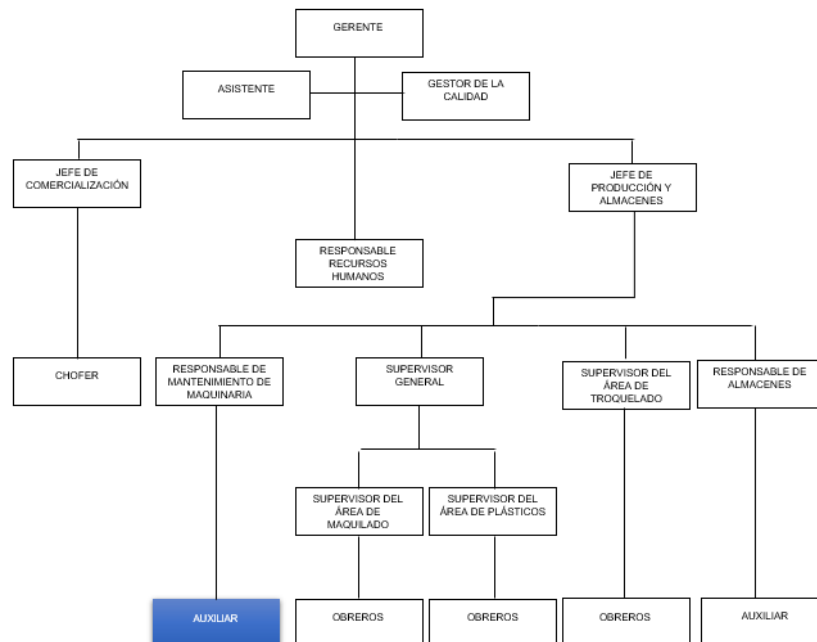 GERENTE
ASISTENTE
GESTOR DE LA
CALIDAD
JEFE DE
COMERCIALIZACIÓN
JEFE DE
PRODUCCIÓN Y
ALMACENES
RESPONSABLE
RECURSOS
HUMANOS
CHOFER
RESPONSABLE DE
MANTENIMIENTO DE
MAQUINARIA
SUPERVISOR
GENERAL
SUPERVISOR DEL
ÁREA DE
TROQUELADO
RESPONSABLE DE
ALMACENES
SUPERVISOR DEL
ÁREA DE
MAQUILADO
SUPERVISOR DEL
ÁREA DE PLÁSTICOS
AUXILIAR
OBREROS
OBREROS
OBREROS
AUXILIAR